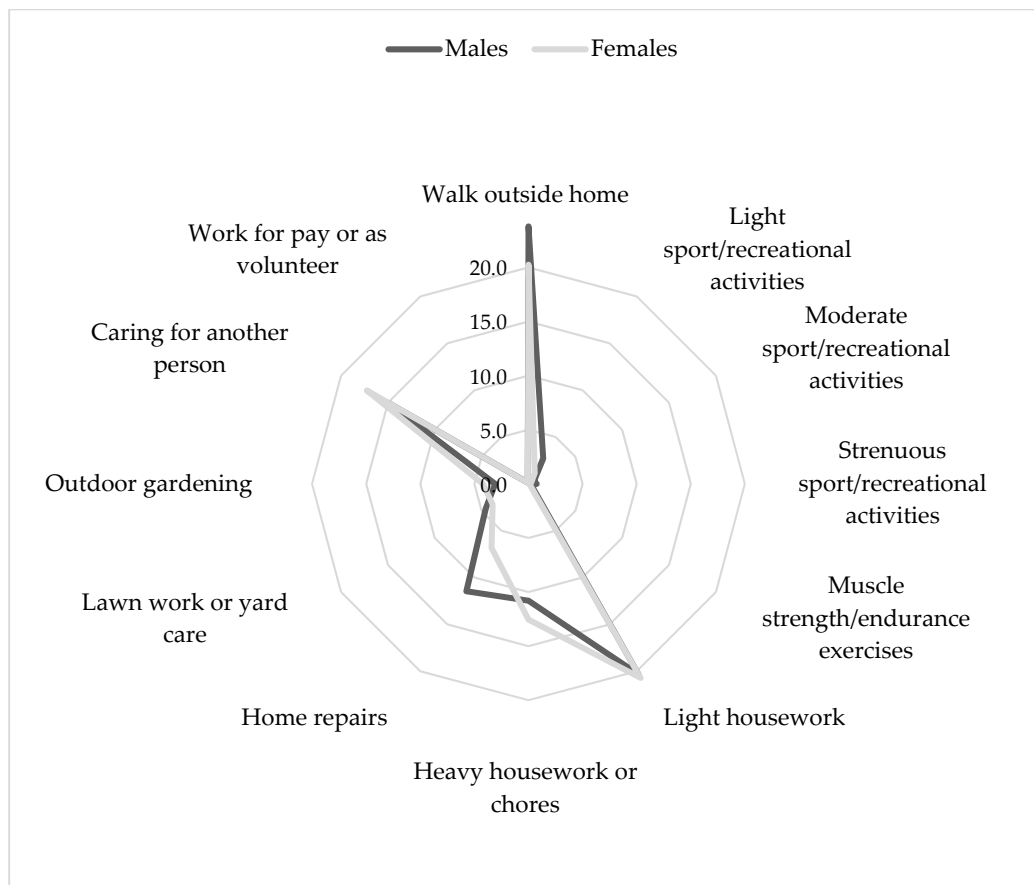 Males Females
Walk outside home
Light
sport/recreational
activities
Moderate
sport/recreational
activities
Strenuous
sport/recreational
activities
Muscle
strength/endurance
exercises
Light housework
Heavy housework or
chores
Home repairs
Lawn work or yard
care
Outdoor gardening
Caring for another
person
Work for pay or as
volunteer
20.0
15.0
10.0
5.0
0.0